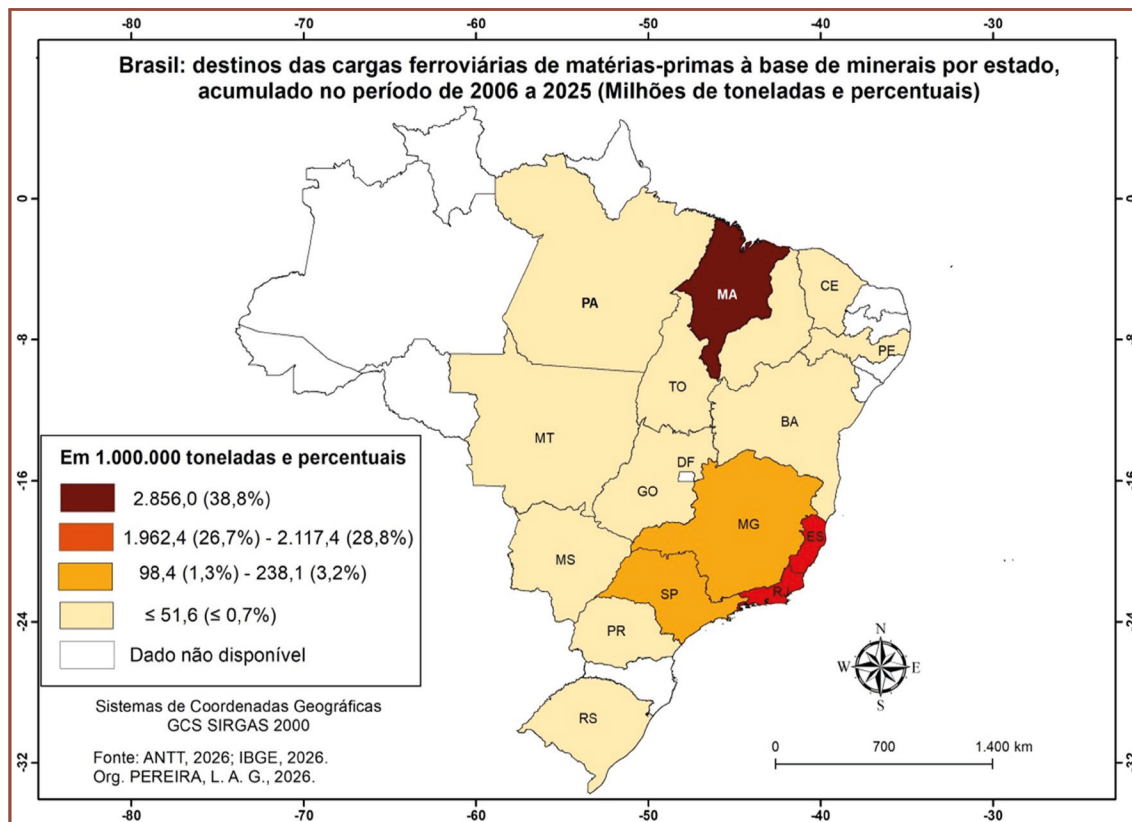 -80 -70 -60 -50 -40 -30
Brasil: destinos das cargas ferroviárias de matérias-primas à base de minerais por estado,
acumulado no período de 2006 a 2025 (Milhões de toneladas e percentuais)
0 0
PA
MA
CE
-8 -8
PE
TO
BA
MT
DF
GO
-16 -16
MG
ES
MS
SP
RJ
-24 -24
PR
RS
-32 -32
Em 1.000.000 toneladas e percentuais
2.856,0 (38,8%)
1.962,4 (26,7%) - 2.117,4 (28,8%)
98,4 (1,3%) - 238,1 (3,2%)
≤ 51,6 (≤ 0,7%)
Dado não disponível
Sistemas de Coordenadas Geográficas
GCS SIRGAS 2000
Fonte: ANTT, 2026; IBGE, 2026.
Org. PEREIRA, L. A. G., 2026.
N
W E
S
0 700 1.400 km
-80 -70 -60 -50 -40 -30